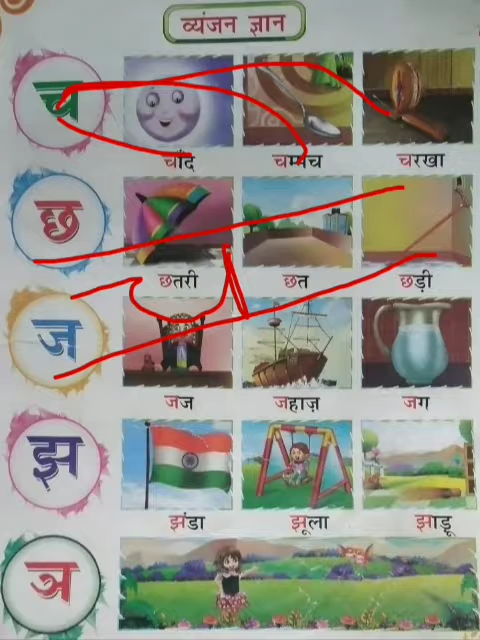 व्यंजन ज्ञान
च
चाँद चम्मच चरखा
छ
छतरी छत छड़ी
ज
जज जहाज़ जग
झ
झंडा झूला झाड़ू
ञ